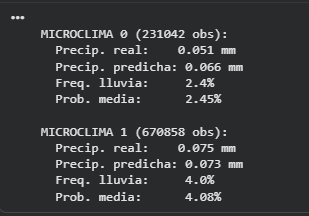 ...
MICROCLIMA 0 (231042 obs):
Precip. real: 0.051 mm
Precip. predicha: 0.066 mm
Freq. lluvia: 2.4%
Prob. media: 2.45%
MICROCLIMA 1 (670858 obs):
Precip. real: 0.075 mm
Precip. predicha: 0.073 mm
Freq. lluvia: 4.0%
Prob. media: 4.08%